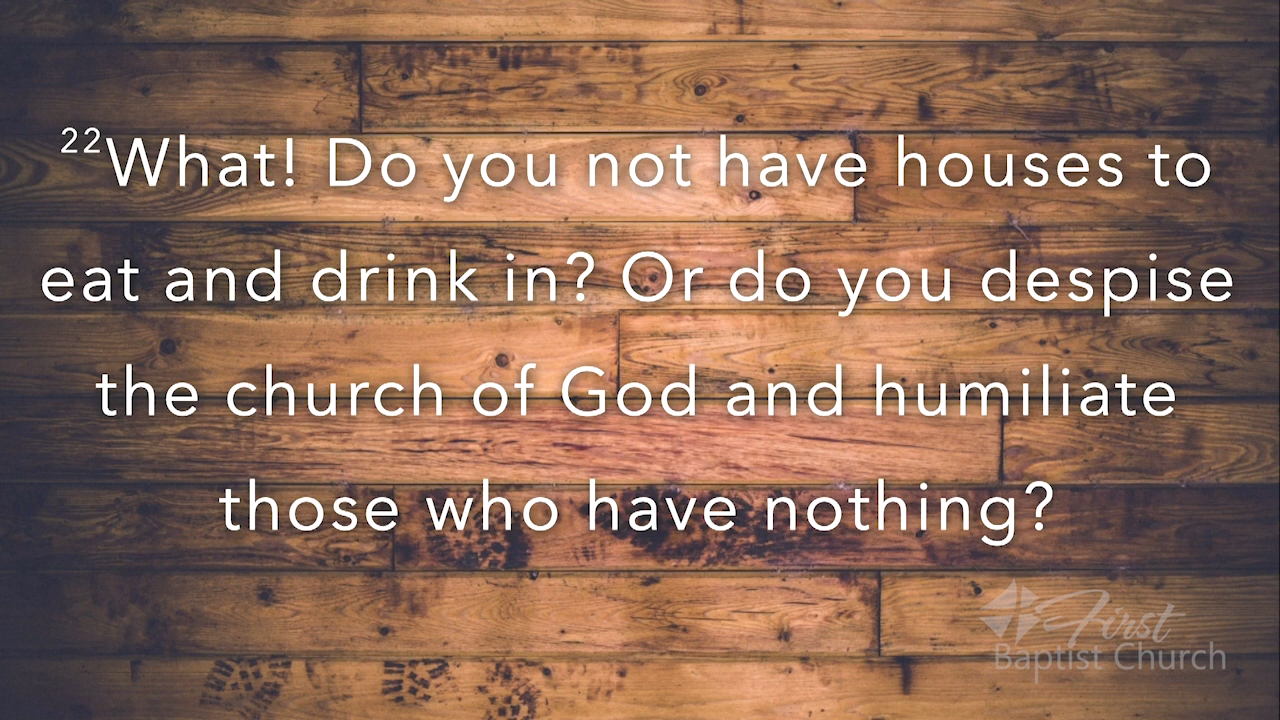 ²²What! Do you not have houses to
eat and drink in? Or do you despise
the church of God and humiliate
those who have nothing?
First
Baptist Church